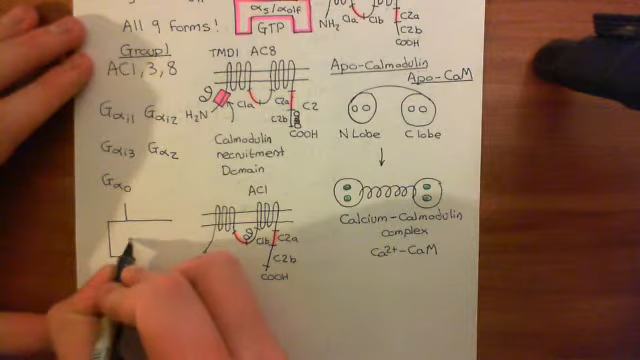 All 9 forms!
αs/αolf
GTP
NH2
C1a
C1b
C2a
C2b
COOH
Group1
AC1, 3, 8
Gαi1 Gαi2
Gαi3 Gαz
Gαo
TMD1 AC8
H2N
C1a
C2a
C2
C2b
COOH
Calmodulin
recruitment
Domain
AC1
C1b
C2a
C2b
COOH
Apo-Calmodulin
Apo-CaM
N Lobe
C lobe
Calcium-Calmodulin
Complex
Ca2+-CaM